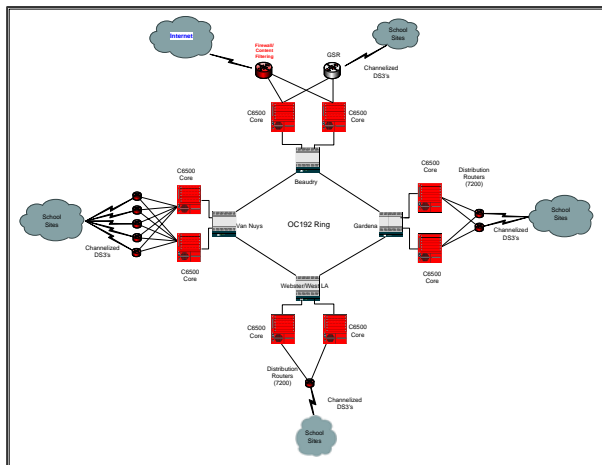 Internet
Firewall/
Content
Filtering
GSR
School
Sites
Channelized
DS3's
C6500
Core
C6500
Core
Beaudry
C6500
Core
C6500
Core
Distribution
Routers
(7200)
School
Sites
Van Nuys
OC192 Ring
Gardena
School
Sites
Channelized
DS3's
Channelized
DS3's
C6500
Core
C6500
Core
Webster/West LA
C6500
Core
C6500
Core
Distribution
Routers
(7200)
Channelized
DS3's
School
Sites